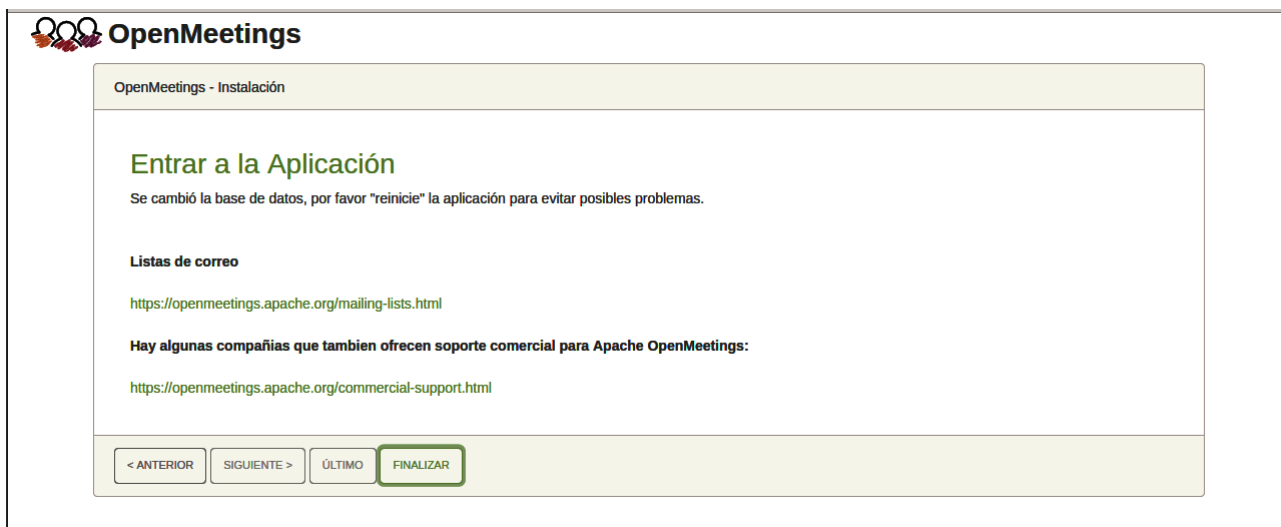 OpenMeetings
OpenMeetings - Instalación
Entrar a la Aplicación
Se cambió la base de datos, por favor "reinicie" la aplicación para evitar posibles problemas.
Listas de correo
https://openmeetings.apache.org/mailing-lists.html
Hay algunas compañias que tambien ofrecen soporte comercial para Apache OpenMeetings:
https://openmeetings.apache.org/commercial-support.html
< ANTERIOR SIGUIENTE > ÚLTIMO FINALIZAR